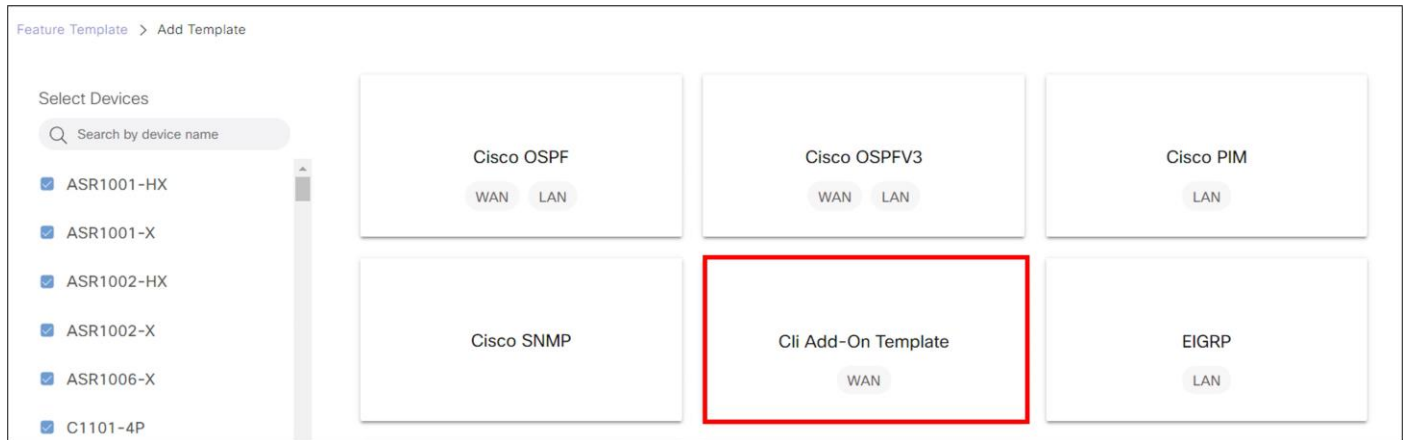 Feature Template > Add Template
Select Devices
Search by device name
ASR1001-HX
ASR1001-X
ASR1002-HX
ASR1002-X
ASR1006-X
C1101-4P
Cisco OSPF
WAN LAN
Cisco OSPFV3
WAN LAN
Cisco PIM
LAN
Cisco SNMP
Cli Add-On Template
WAN
EIGRP
LAN